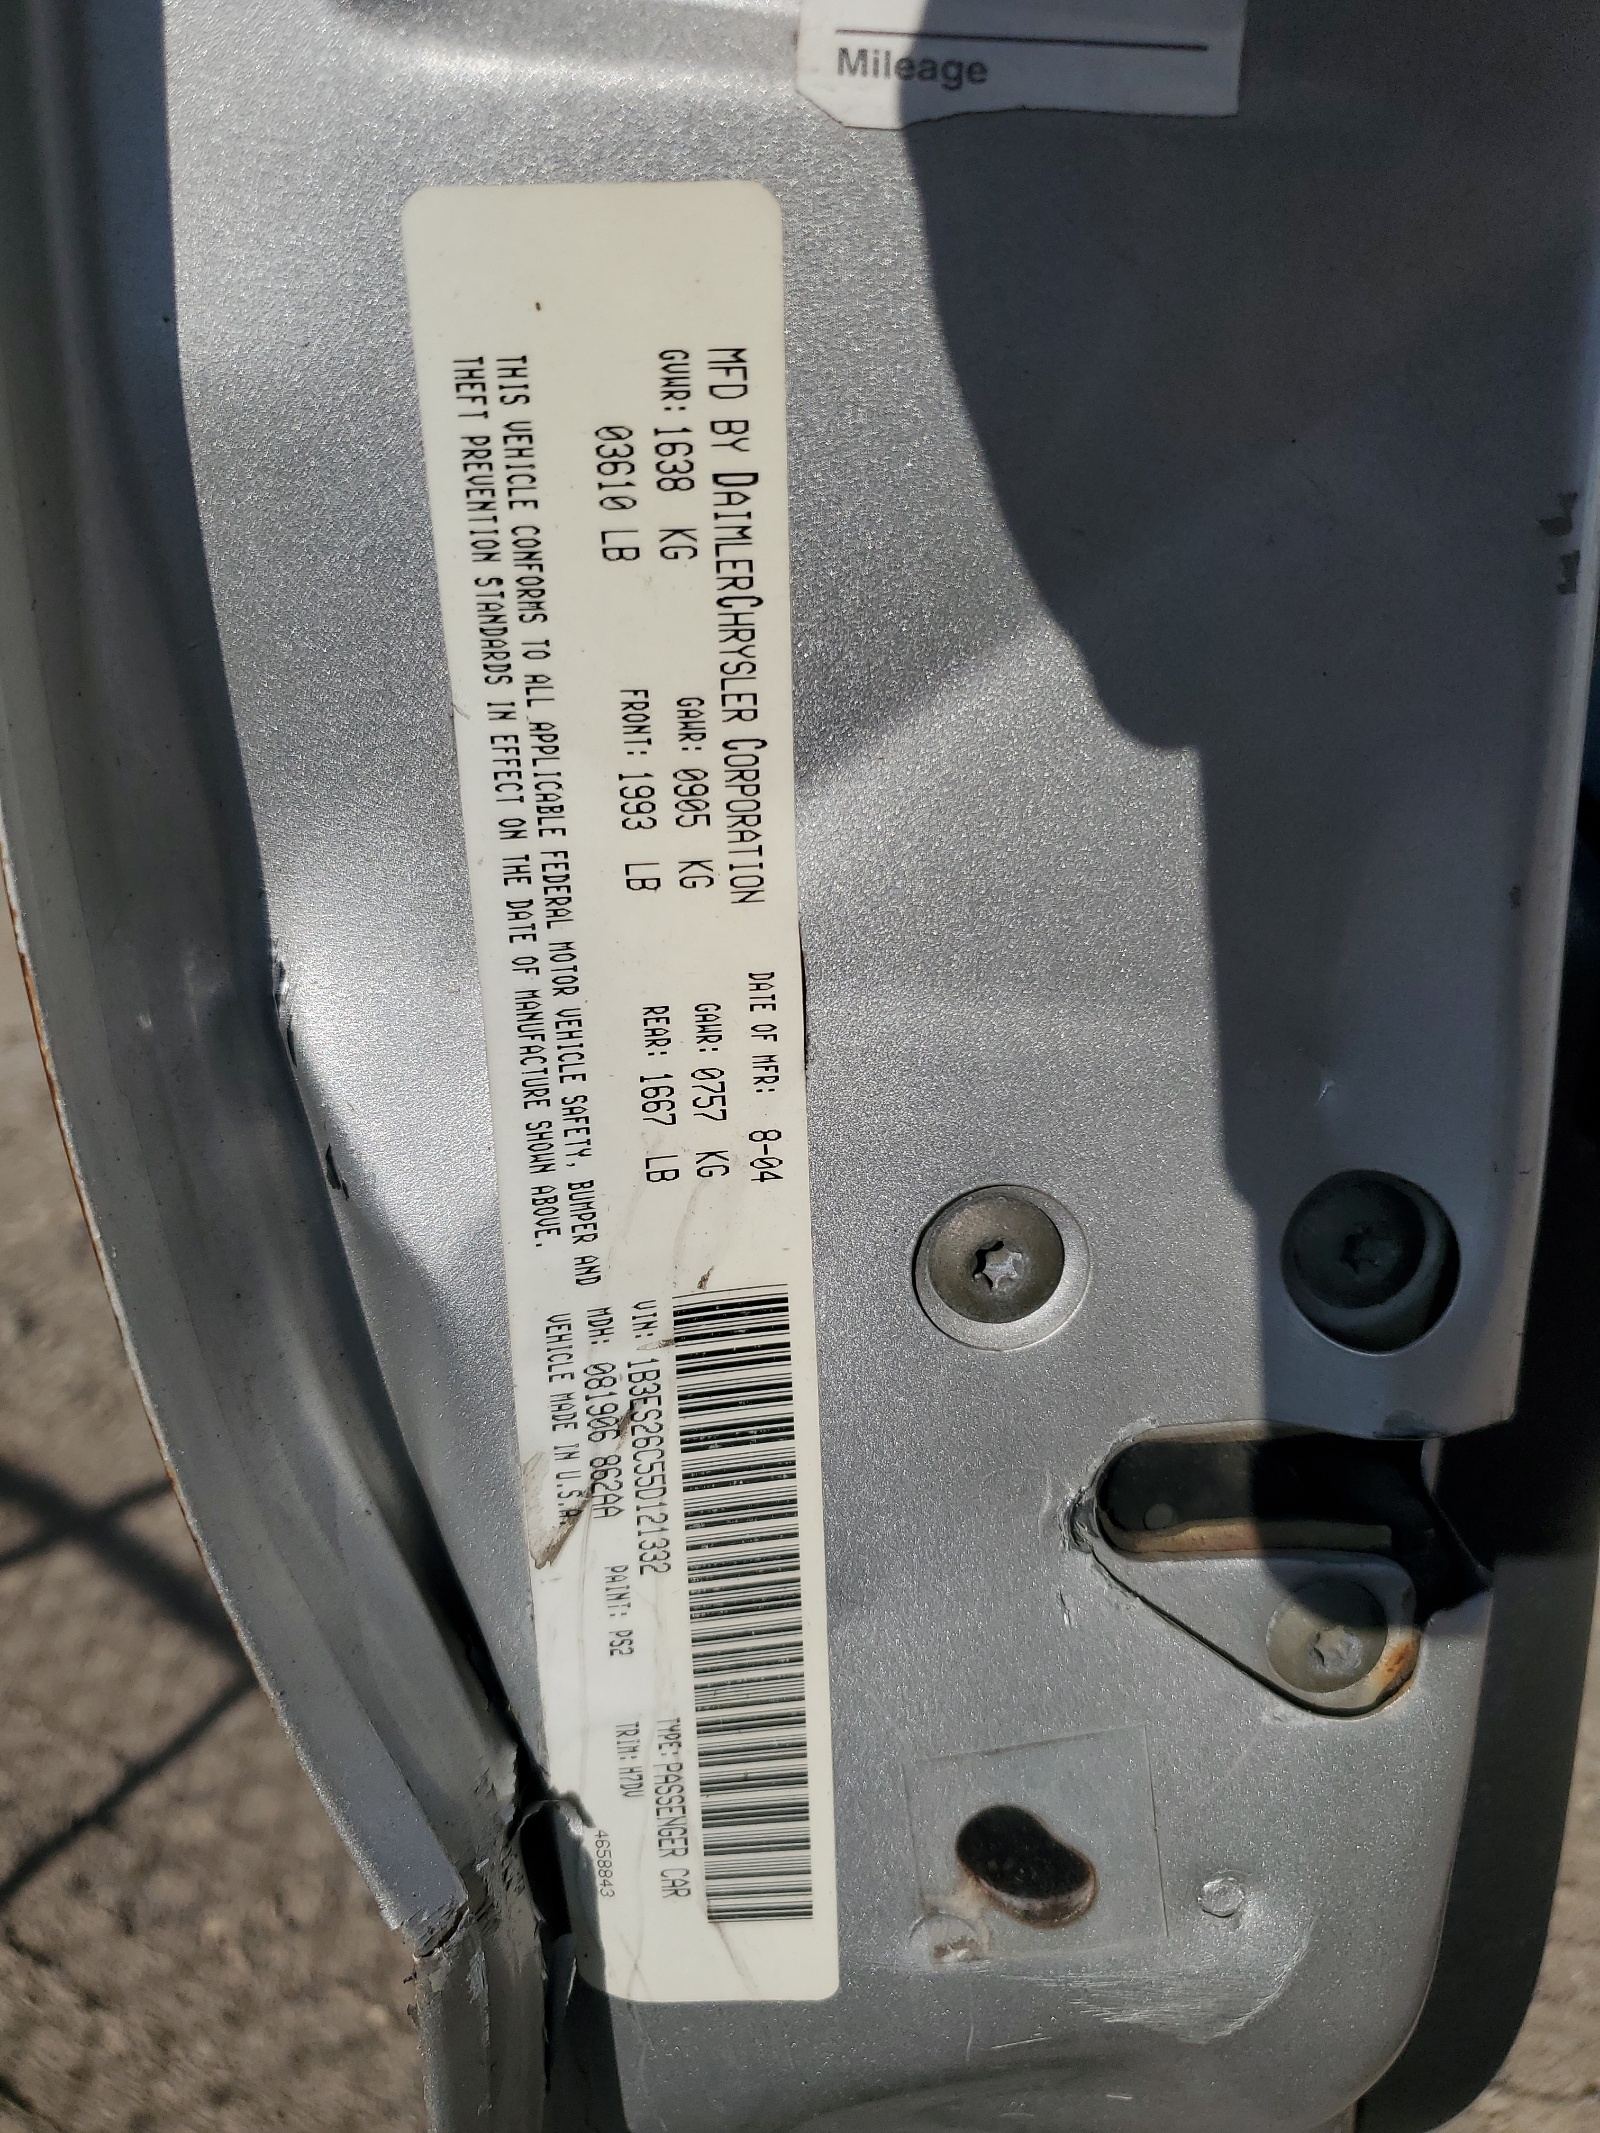 Mileage
MFD BY DAIMLERCHRYSLER CORPORATION DATE OF MFR: 8-04
GVWR: 1638 KG GAWR: 0905 KG GAWR: 0757 KG
03610 LB FRONT: 1993 LB REAR: 1667 LB
THIS VEHICLE CONFORMS TO ALL APPLICABLE FEDERAL MOTOR VEHICLE SAFETY, BUMPER AND
THEFT PREVENTION STANDARDS IN EFFECT ON THE DATE OF MANUFACTURE SHOWN ABOVE.
VIN: 1B3ES26C55D121332 TYPE: PASSENGER CAR
MDH: 081906 862AA PAINT: PS2 TRIM: H7DV
VEHICLE MADE IN U.S.A. 4658843